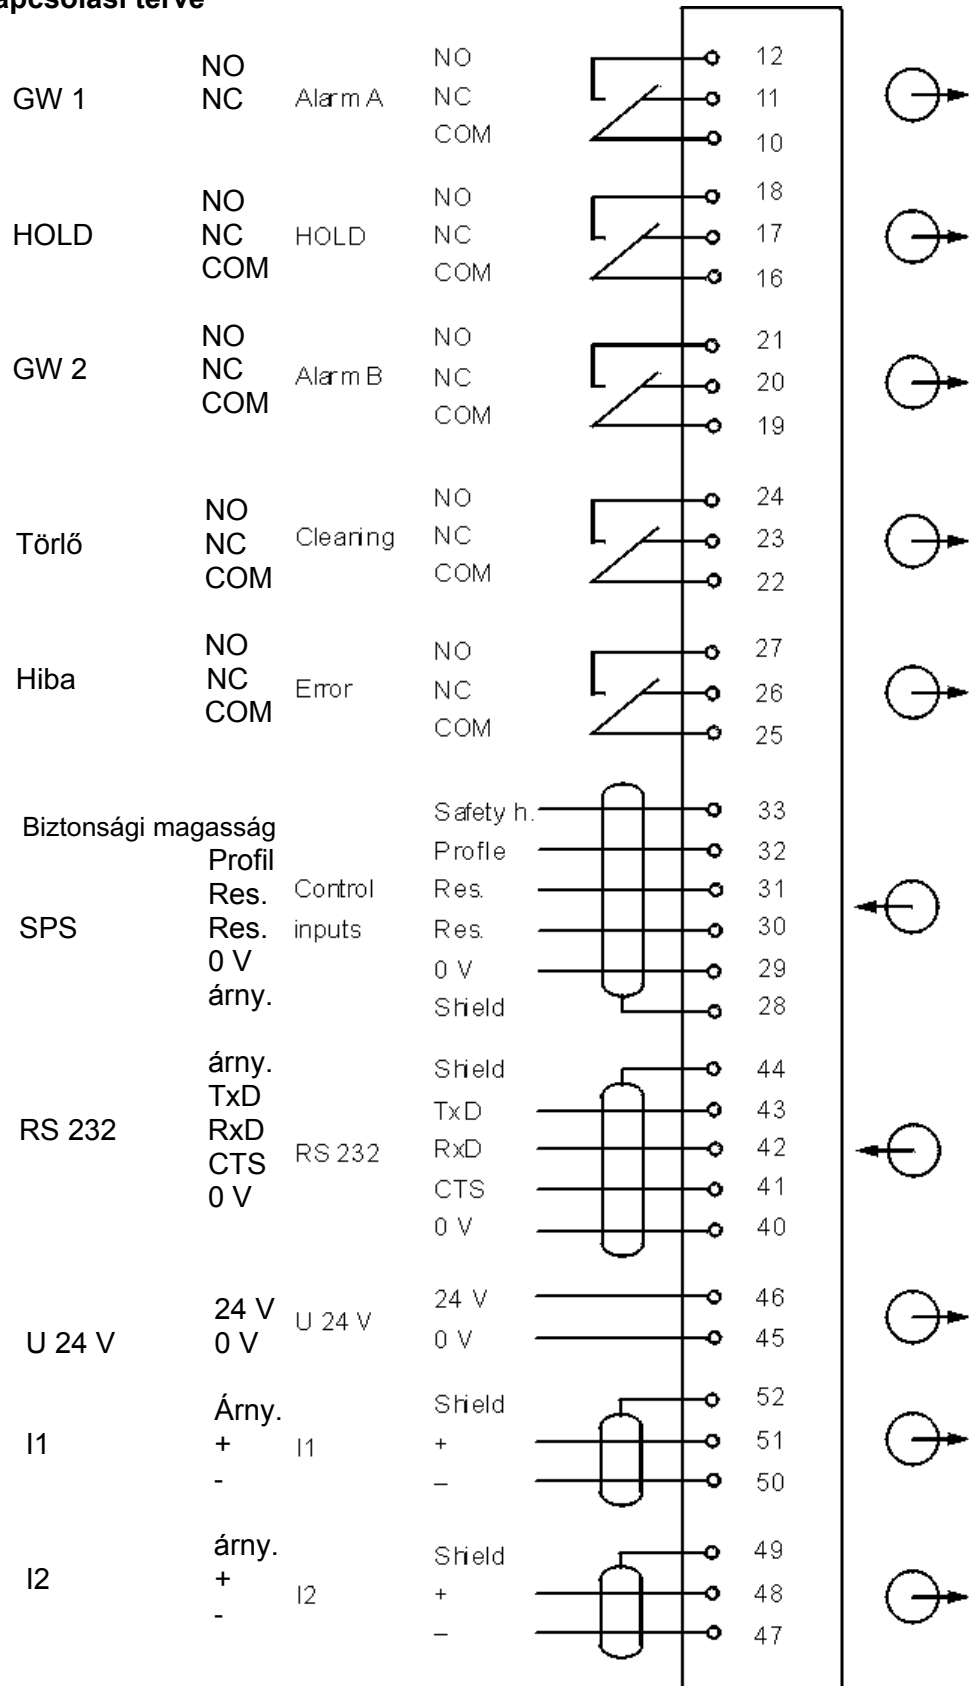 apcsolási terve
NO NO 12
GW 1 NC Alarm A NC 11
COM 10
NO NO 18
HOLD NC HOLD NC 17
COM COM 16
NO NO 21
GW 2 NC Alarm B NC 20
COM COM 19
NO NO 24
Törlő NC Cleaning NC 23
COM COM 22
NO NO 27
Hiba NC Error NC 26
COM COM 25
Biztonsági magasság Safety h. 33
Profil Profile 32
Res. Control Res. 31
SPS Res. inputs Res. 30
0 V 0 V 29
árny. Shield 28
árny. Shield 44
TxD TxD 43
RS 232 RxD RS 232 RxD 42
CTS CTS 41
0 V 0 V 40
24 V U 24 V 24 V 46
U 24 V 0 V 0 V 45
Árny. Shield 52
I1 + I1 + 51
- – 50
árny. Shield 49
I2 + I2 + 48
- – 47